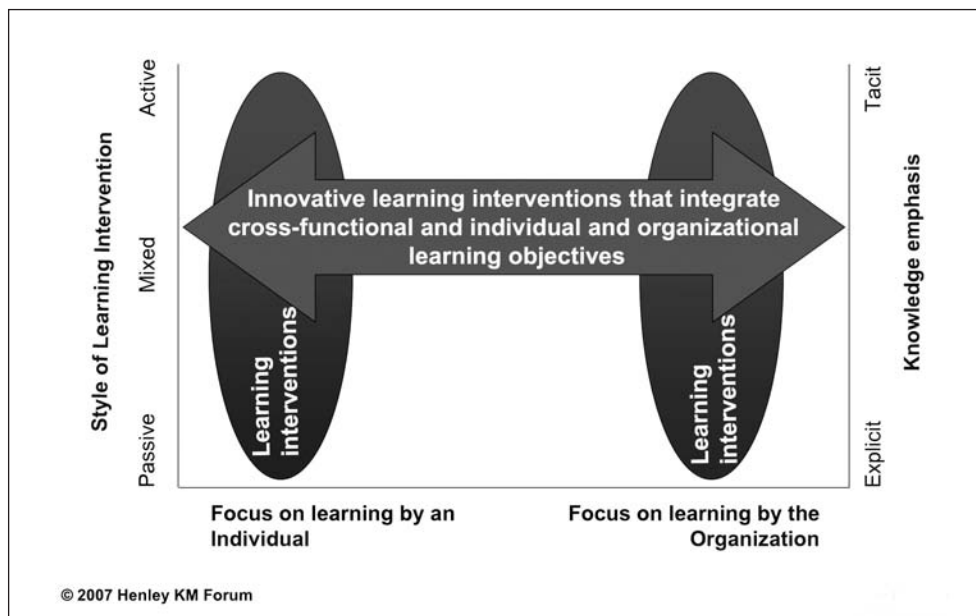 Style of Learning Intervention
Active
Mixed
Passive
Innovative learning interventions that integrate
cross-functional and individual and organizational
learning objectives
Learning
interventions
Learning
interventions
Tacit
Explicit
Knowledge emphasis
Focus on learning by an
Individual
Focus on learning by the
Organization
© 2007 Henley KM Forum